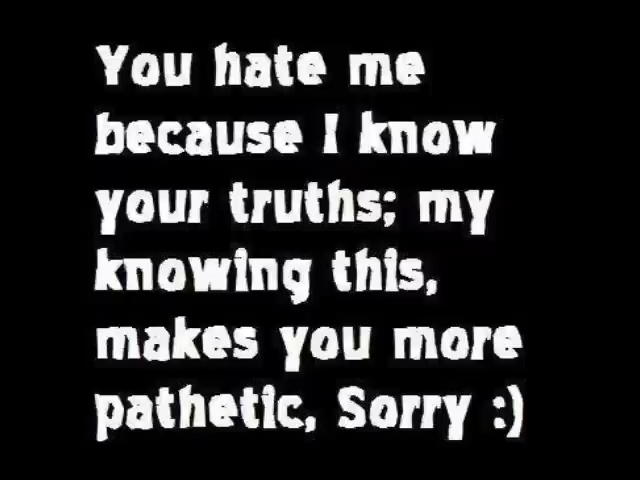 You hate me
because I know
your truths; my
knowing this,
makes you more
pathetic, Sorry :)